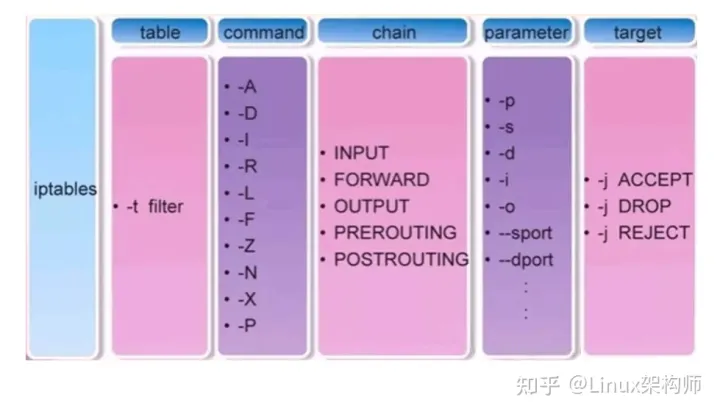 table
command
chain
parameter
target
iptables
• -t filter
• -A
• -D
• -I
• -R
• -L
• -F
• -Z
• -N
• -X
• -P
• INPUT
• FORWARD
• OUTPUT
• PREROUTING
• POSTROUTING
• -p
• -s
• -d
• -i
• -o
• --sport
• --dport
:
:
• -j ACCEPT
• -j DROP
• -j REJECT
知乎 @Linux架构师